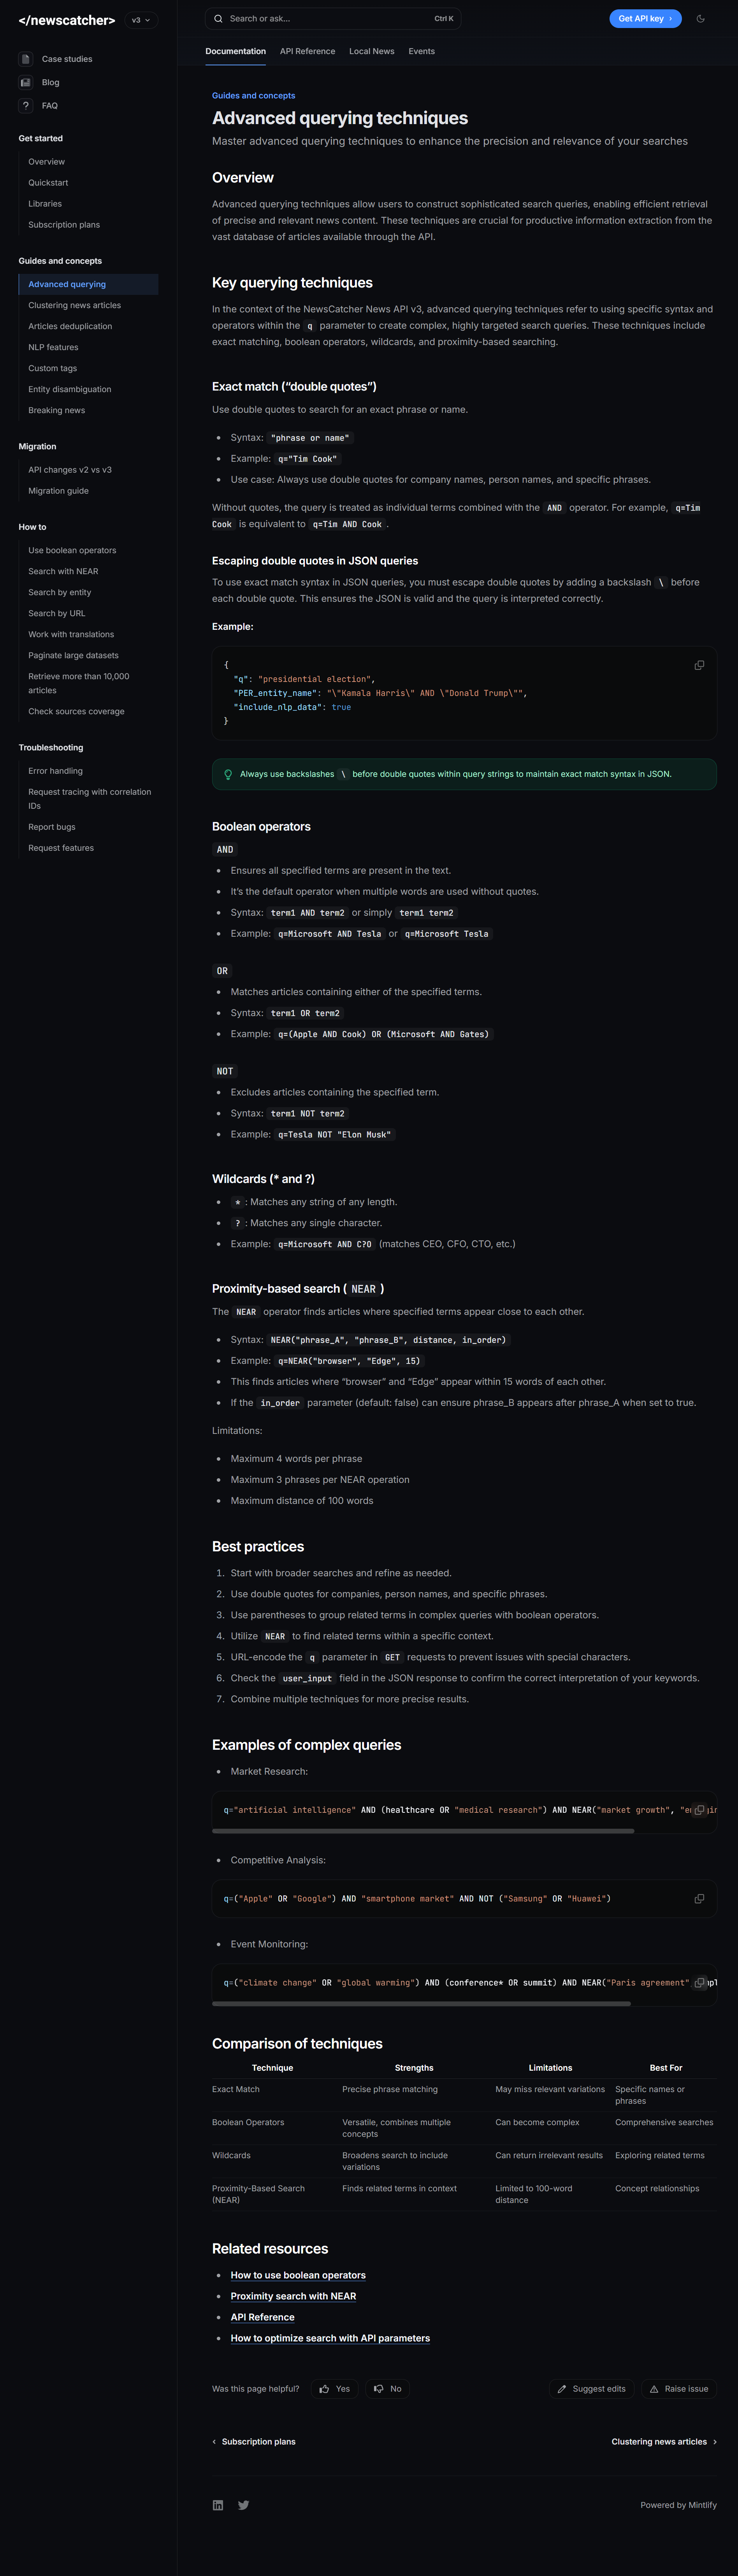 </newscatcher>
v3
Case studies
Blog
FAQ
Get started
Overview
Quickstart
Libraries
Subscription plans
Guides and concepts
Advanced querying
Clustering news articles
Articles deduplication
NLP features
Custom tags
Entity disambiguation
Breaking news
Migration
API changes v2 vs v3
Migration guide
How to
Use boolean operators
Search with NEAR
Search by entity
Search by URL
Work with translations
Paginate large datasets
Retrieve more than 10,000
articles
Check sources coverage
Troubleshooting
Error handling
Request tracing with correlation
IDs
Report bugs
Request features
Search or ask...
Ctrl K
Get API key
Documentation
API Reference
Local News
Events
Guides and concepts
Advanced querying techniques
Master advanced querying techniques to enhance the precision and relevance of your searches
Overview
Advanced querying techniques allow users to construct sophisticated search queries, enabling efficient retrieval
of precise and relevant news content. These techniques are crucial for productive information extraction from the
vast database of articles available through the API.
Key querying techniques
In the context of the NewsCatcher News API v3, advanced querying techniques refer to using specific syntax and
operators within the q parameter to create complex, highly targeted search queries. These techniques include
exact matching, boolean operators, wildcards, and proximity-based searching.
Exact match (“double quotes”)
Use double quotes to search for an exact phrase or name.
• Syntax: "phrase or name"
• Example: q="Tim Cook"
• Use case: Always use double quotes for company names, person names, and specific phrases.
Without quotes, the query is treated as individual terms combined with the AND operator. For example, q=Tim
Cook is equivalent to q=Tim AND Cook.
Escaping double quotes in JSON queries
To use exact match syntax in JSON queries, you must escape double quotes by adding a backslash \ before
each double quote. This ensures the JSON is valid and the query is interpreted correctly.
Example:
{
"q": "presidential election",
"PER_entity_name": "\"Kamala Harris\" AND \"Donald Trump\"",
"include_nlp_data": true
}
Always use backslashes \ before double quotes within query strings to maintain exact match syntax in JSON.
Boolean operators
AND
• Ensures all specified terms are present in the text.
• It’s the default operator when multiple words are used without quotes.
• Syntax: term1 AND term2 or simply term1 term2
• Example: q=Microsoft AND Tesla or q=Microsoft Tesla
OR
• Matches articles containing either of the specified terms.
• Syntax: term1 OR term2
• Example: q=(Apple AND Cook) OR (Microsoft AND Gates)
NOT
• Excludes articles containing the specified term.
• Syntax: term1 NOT term2
• Example: q=Tesla NOT "Elon Musk"
Wildcards (* and ?)
• *: Matches any string of any length.
• ?: Matches any single character.
• Example: q=Microsoft AND C?O (matches CEO, CFO, CTO, etc.)
Proximity-based search (NEAR)
The NEAR operator finds articles where specified terms appear close to each other.
• Syntax: NEAR("phrase_A", "phrase_B", distance, in_order)
• Example: q=NEAR("browser", "Edge", 15)
• This finds articles where “browser” and “Edge” appear within 15 words of each other.
• If the in_order parameter (default: false) can ensure phrase_B appears after phrase_A when set to true.
Limitations:
• Maximum 4 words per phrase
• Maximum 3 phrases per NEAR operation
• Maximum distance of 100 words
Best practices
1. Start with broader searches and refine as needed.
2. Use double quotes for companies, person names, and specific phrases.
3. Use parentheses to group related terms in complex queries with boolean operators.
4. Utilize NEAR to find related terms within a specific context.
5. URL-encode the q parameter in GET requests to prevent issues with special characters.
6. Check the user_input field in the JSON response to confirm the correct interpretation of your keywords.
7. Combine multiple techniques for more precise results.
Examples of complex queries
• Market Research:
q="artificial intelligence" AND (healthcare OR "medical research") AND NEAR("market growth",
• Competitive Analysis:
q=("Apple" OR "Google") AND "smartphone market" AND NOT ("Samsung" OR "Huawei")
• Event Monitoring:
q=("climate change" OR "global warming") AND (conference* OR summit) AND NEAR("Paris agreement"
Comparison of techniques
Technique Strengths Limitations Best For
Exact Match Precise phrase matching May miss relevant variations Specific names or
phrases
Boolean Operators Versatile, combines multiple Can become complex Comprehensive searches
concepts
Wildcards Broadens search to include Can return irrelevant results Exploring related terms
variations
Proximity-Based Search Finds related terms in context Limited to 100-word Concept relationships
(NEAR) distance
Related resources
• How to use boolean operators
• Proximity search with NEAR
• API Reference
• How to optimize search with API parameters
Was this page helpful?
Yes
No
Suggest edits
Raise issue
Subscription plans
Clustering news articles
Powered by Mintlify